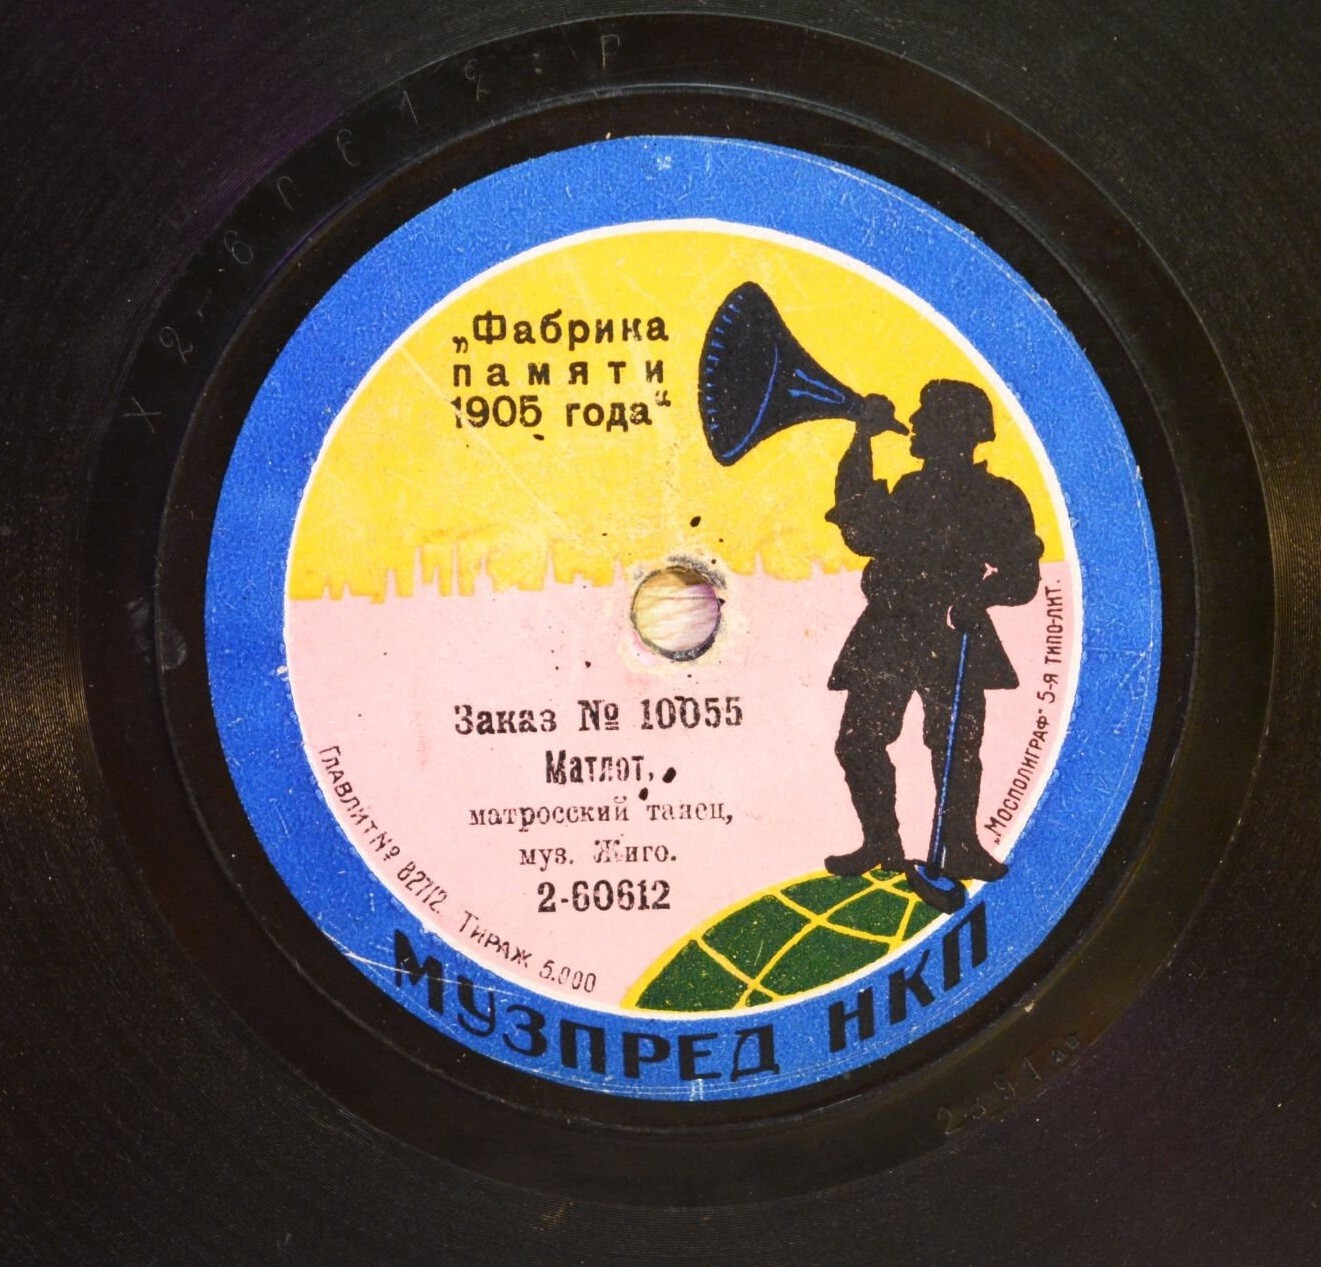 „Фабрика
памяти
1905 года“
Заказ № 10055
Матлот,
матросский танец,
муз. Жиго.
2-60612
Главлит № 82712. Тираж 5.000
„Мосполиграф“ 5-я типо-лит.
МУЗПРЕД НКП